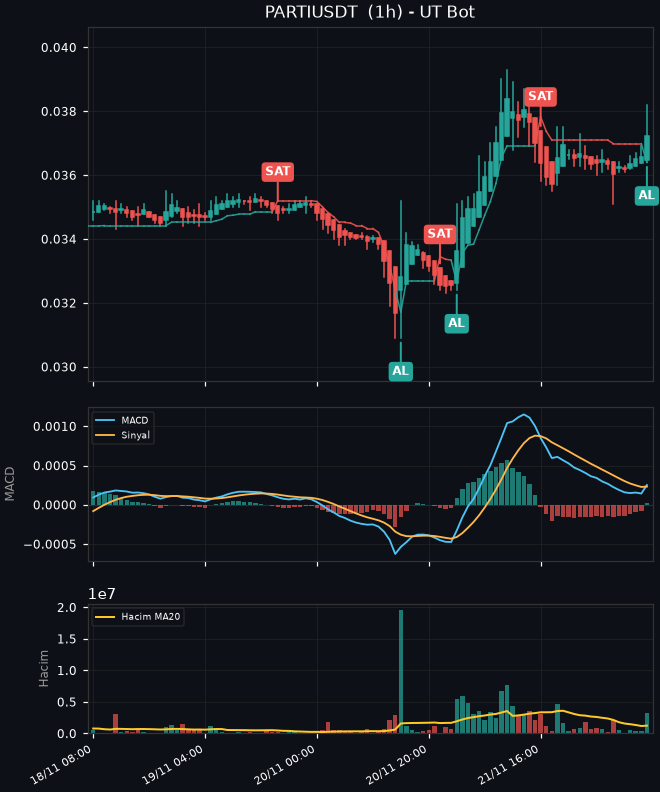 PARTIUSDT  (1h) - UT Bot
0.040
0.038
0.036
0.034
0.032
0.030
SAT
AL
SAT
AL
SAT
AL
MACD
0.0010
0.0005
0.0000
−0.0005
MACD
Sinyal
1e7
Hacim
2.0
1.5
1.0
0.5
0.0
Hacim MA20
18/11 08:00
19/11 04:00
20/11 00:00
20/11 20:00
21/11 16:00